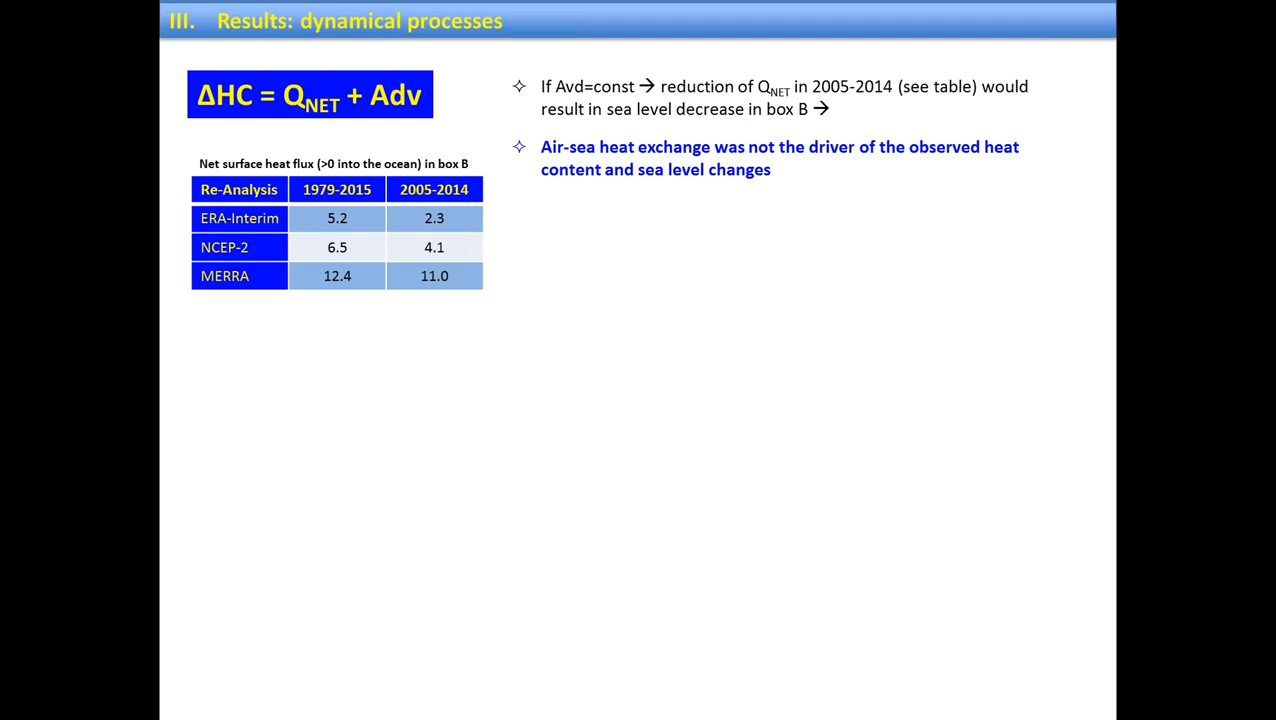 III. Results: dynamical processes
ΔHC = QNET + Adv
Net surface heat flux (>0 into the ocean) in box B
Re-Analysis 1979-2015 2005-2014
ERA-Interim 5.2 2.3
NCEP-2 6.5 4.1
MERRA 12.4 11.0
✧ If Avd=const → reduction of QNET in 2005-2014 (see table) would
result in sea level decrease in box B →
✧ Air-sea heat exchange was not the driver of the observed heat
content and sea level changes